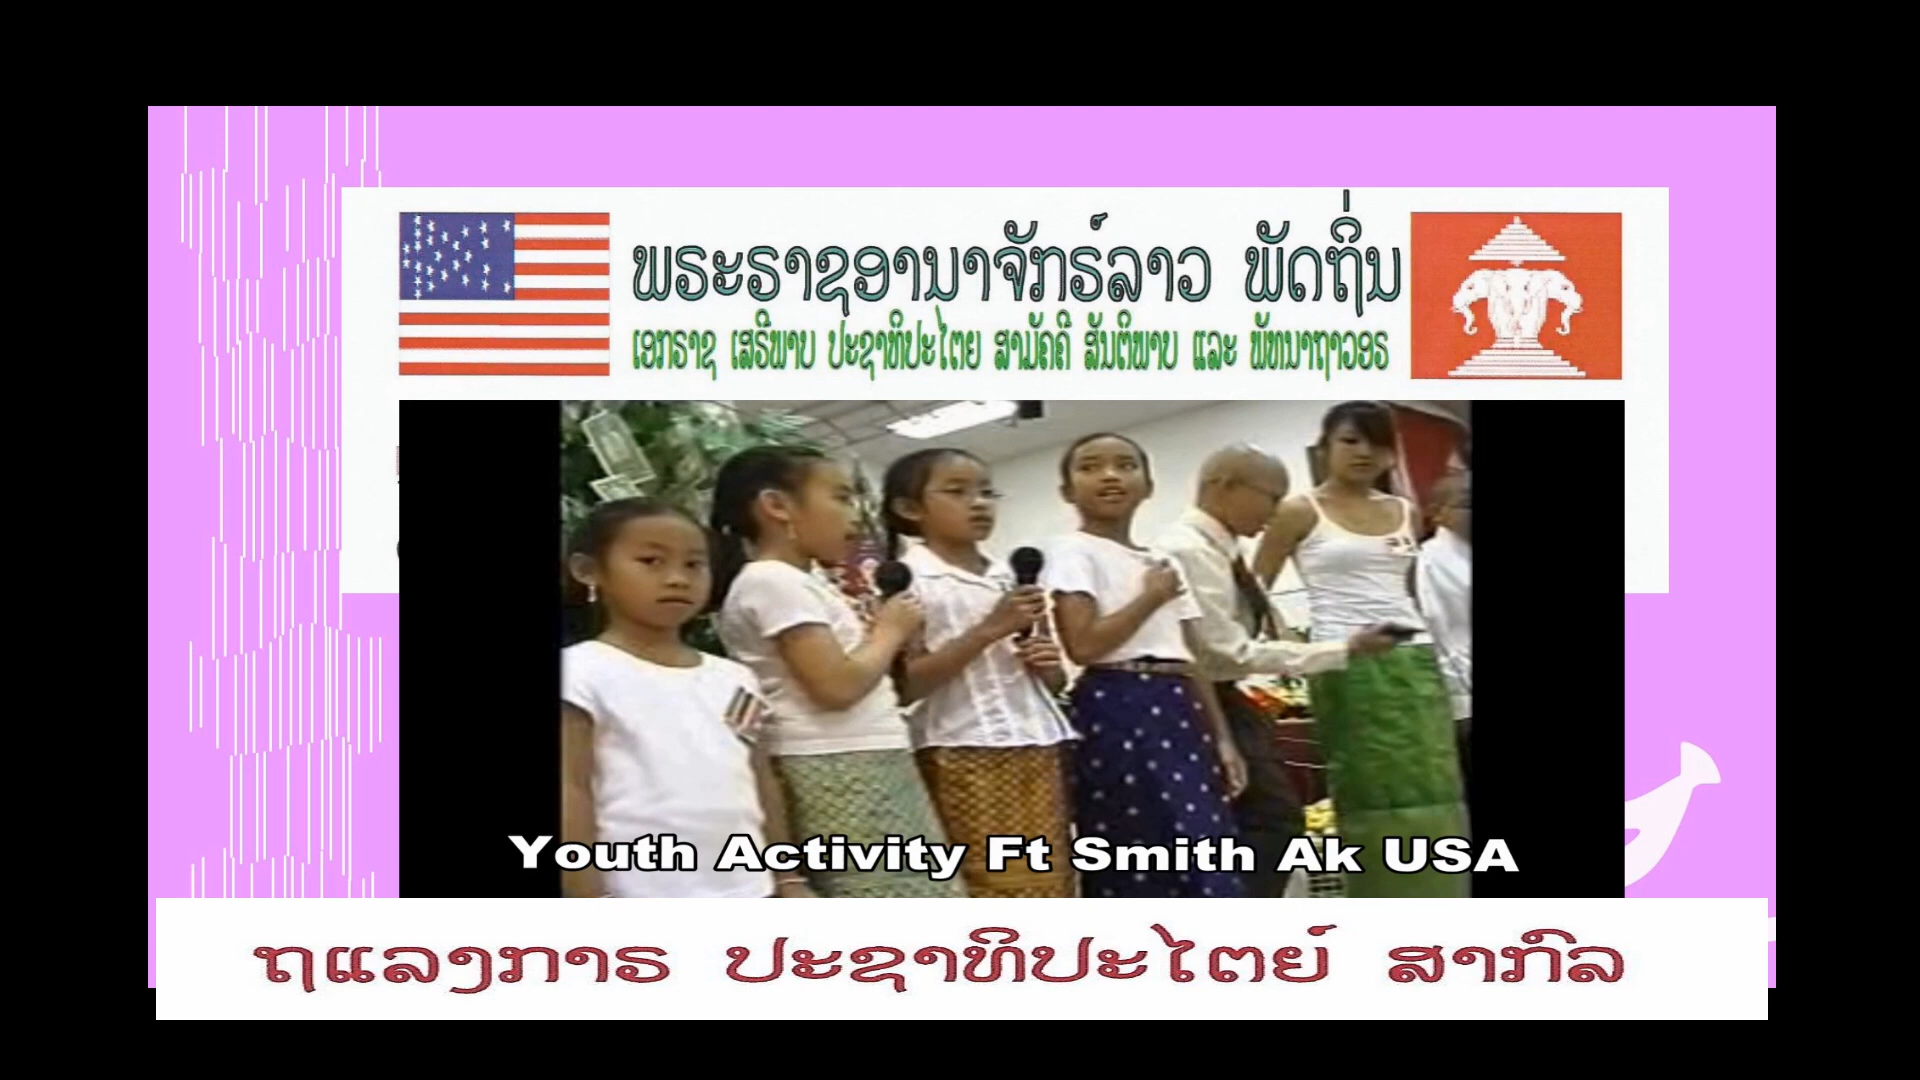 ພຣະຣາຊອານາຈັກຣ໌ລາວ ພັດຖິ່ນ
ເອກຣາຊ ເສຣີພາບ ປະຊາທິປະໄຕຍ ສາມັຄຄີ ສັນຕິພາບ ແລະ ພັທນາຖາວອຣ
Youth Activity Ft Smith Ak USA
ຖແລງກາຣ ປະຊາທິປະໄຕຍ໌ ສາກົລ